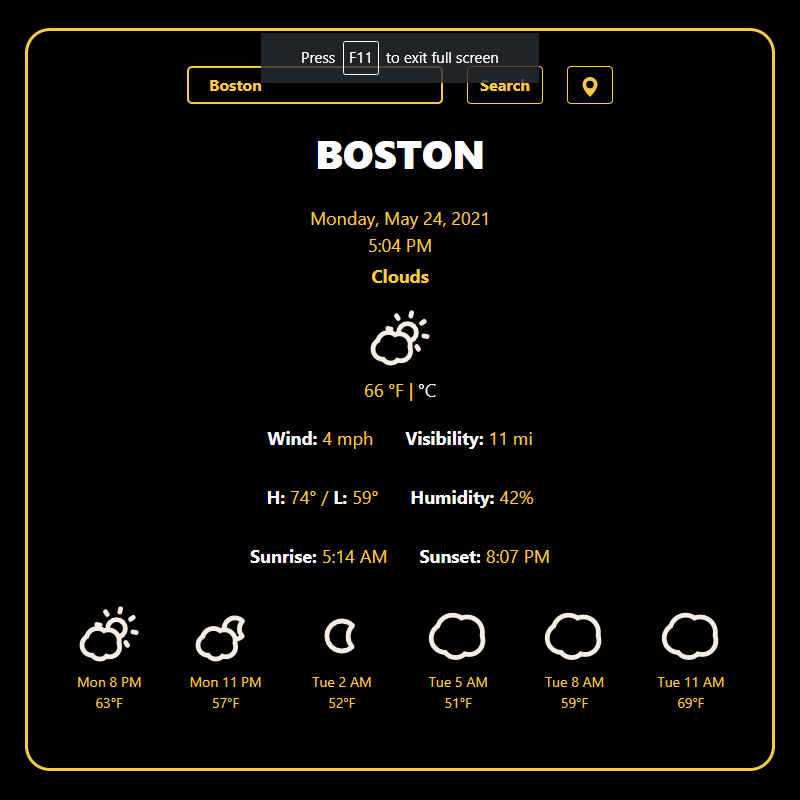 Press F11 to exit full screen
Boston Search
BOSTON
Monday, May 24, 2021
5:04 PM
Clouds
66 °F | °C
Wind: 4 mph Visibility: 11 mi
H: 74° / L: 59° Humidity: 42%
Sunrise: 5:14 AM Sunset: 8:07 PM
Mon 8 PM Mon 11 PM Tue 2 AM Tue 5 AM Tue 8 AM Tue 11 AM
63°F 57°F 52°F 51°F 59°F 69°F